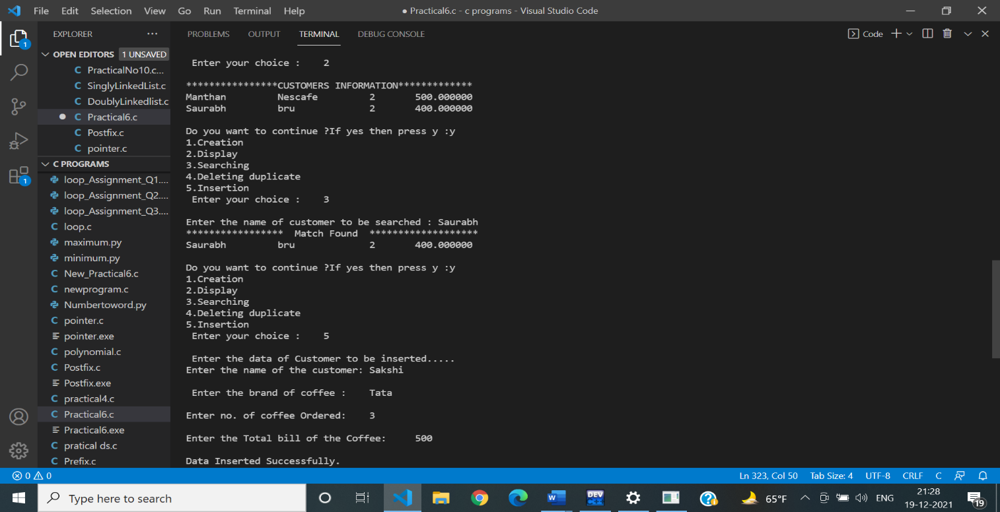 File Edit Selection View Go Run Terminal Help ● Practical6.c - c programs - Visual Studio Code
EXPLORER ···
OPEN EDITORS 1 UNSAVED
C PracticalNo10.c...
C SinglyLinkedList.c
C DoublyLinkedlist.c
● C Practical6.c
C Postfix.c
C pointer.c
C PROGRAMS
loop_Assignment_Q1....
loop_Assignment_Q2....
loop_Assignment_Q3....
C loop.c
maximum.py
minimum.py
C New_Practical6.c
C newprogram.c
Numbertoword.py
C pointer.c
pointer.exe
C polynomial.c
C Postfix.c
Postfix.exe
C practical4.c
C Practical6.c
Practical6.exe
C pratical ds.c
C Prefix.c
1
1
PROBLEMS OUTPUT TERMINAL DEBUG CONSOLE Code
Enter your choice : 2
****************CUSTOMERS INFORMATION*************
Manthan Nescafe 2 500.000000
Saurabh bru 2 400.000000
Do you want to continue ?If yes then press y :y
1.Creation
2.Display
3.Searching
4.Deleting duplicate
5.Insertion
Enter your choice : 3
Enter the name of customer to be searched : Saurabh
***************** Match Found *******************
Saurabh bru 2 400.000000
Do you want to continue ?If yes then press y :y
1.Creation
2.Display
3.Searching
4.Deleting duplicate
5.Insertion
Enter your choice : 5
Enter the data of Customer to be inserted.....
Enter the name of the customer: Sakshi
Enter the brand of coffee : Tata
Enter no. of coffee Ordered: 3
Enter the Total bill of the Coffee: 500
Data Inserted Successfully.
0 0 Ln 323, Col 50 Tab Size: 4 UTF-8 CRLF C
Type here to search W DEV C++ 65°F ENG 21:28
19-12-2021 19